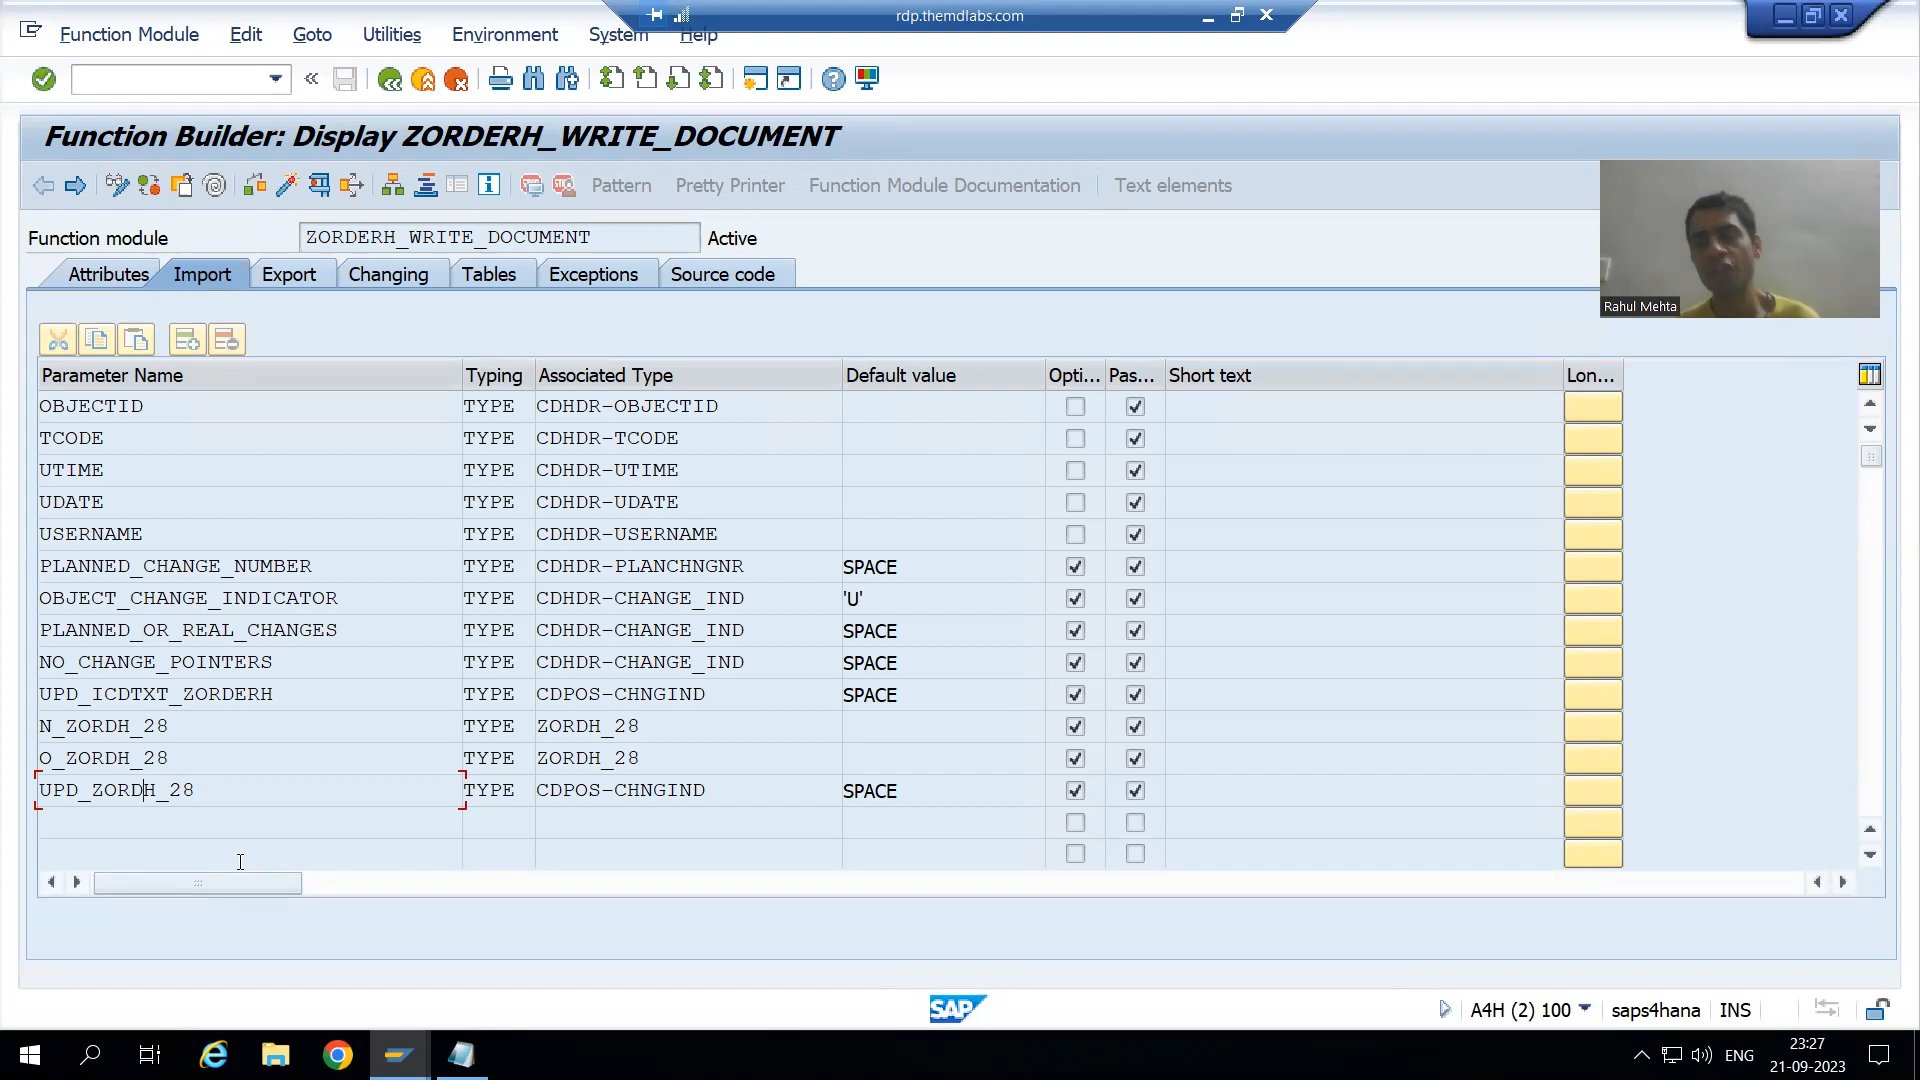 rdp.themdlabs.com
Function Module Edit Goto Utilities Environment System Help
Function Builder: Display ZORDERH_WRITE_DOCUMENT
Pattern Pretty Printer Function Module Documentation Text elements
Function module ZORDERH_WRITE_DOCUMENT Active
Attributes Import Export Changing Tables Exceptions Source code
Rahul Mehta
Parameter Name Typing Associated Type Default value Opti... Pas... Short text Lon...
OBJECTID TYPE CDHDR-OBJECTID
TCODE TYPE CDHDR-TCODE
UTIME TYPE CDHDR-UTIME
UDATE TYPE CDHDR-UDATE
USERNAME TYPE CDHDR-USERNAME
PLANNED_CHANGE_NUMBER TYPE CDHDR-PLANCHNGNR SPACE
OBJECT_CHANGE_INDICATOR TYPE CDHDR-CHANGE_IND 'U'
PLANNED_OR_REAL_CHANGES TYPE CDHDR-CHANGE_IND SPACE
NO_CHANGE_POINTERS TYPE CDHDR-CHANGE_IND SPACE
UPD_ICDTXT_ZORDERH TYPE CDPOS-CHNGIND SPACE
N_ZORDH_28 TYPE ZORDH_28
O_ZORDH_28 TYPE ZORDH_28
UPD_ZORDH_28 TYPE CDPOS-CHNGIND SPACE
SAP A4H (2) 100 saps4hana INS
ENG 23:27
21-09-2023